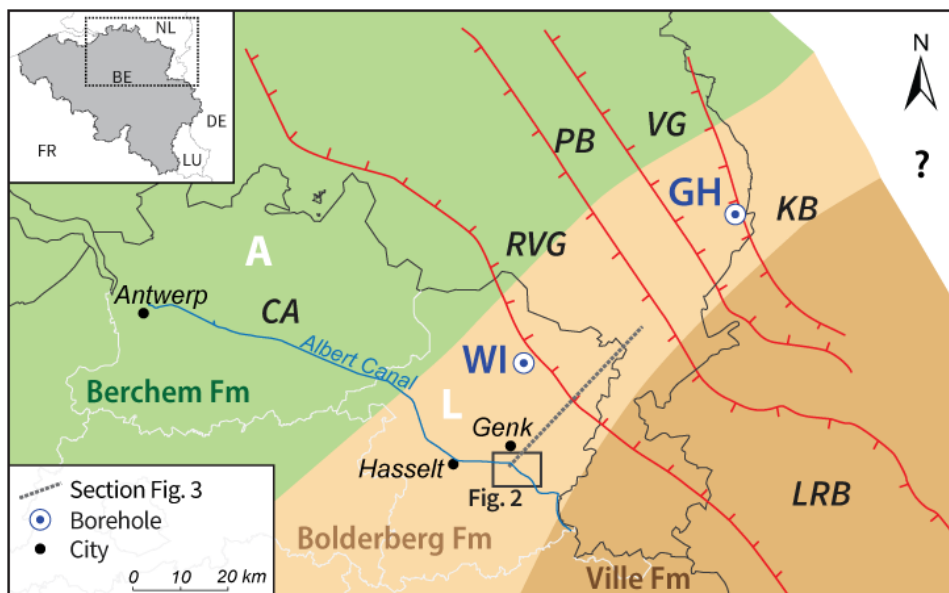 NL
BE
DE
FR
LU
N
?
PB
VG
GH
KB
RVG
A
Antwerp
CA
Albert Canal
WI
Berchem Fm
L
Genk
Hasselt
Fig. 2
LRB
Bolderberg Fm
Ville Fm
Section Fig. 3
Borehole
City
0 10 20 km